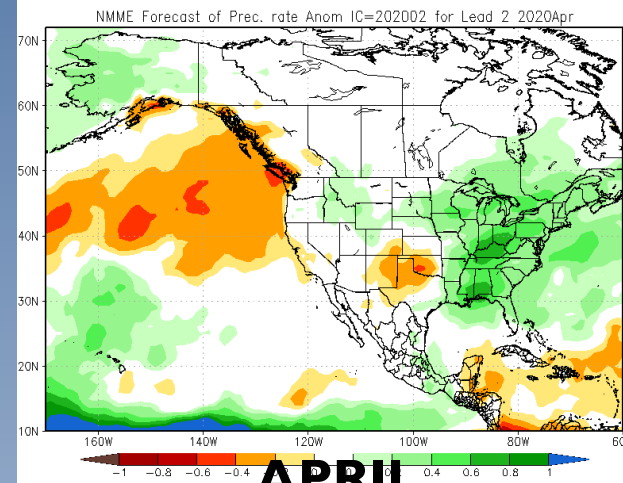 NMME Forecast of Prec. rate Anom IC=202002 for Lead 2 2020Apr
70N
60N
50N
40N
30N
20N
10N
160W 140W 120W 100W 80W
-1 -0.8 -0.6 -0.4 0.4 0.6 0.8 1
APRIL